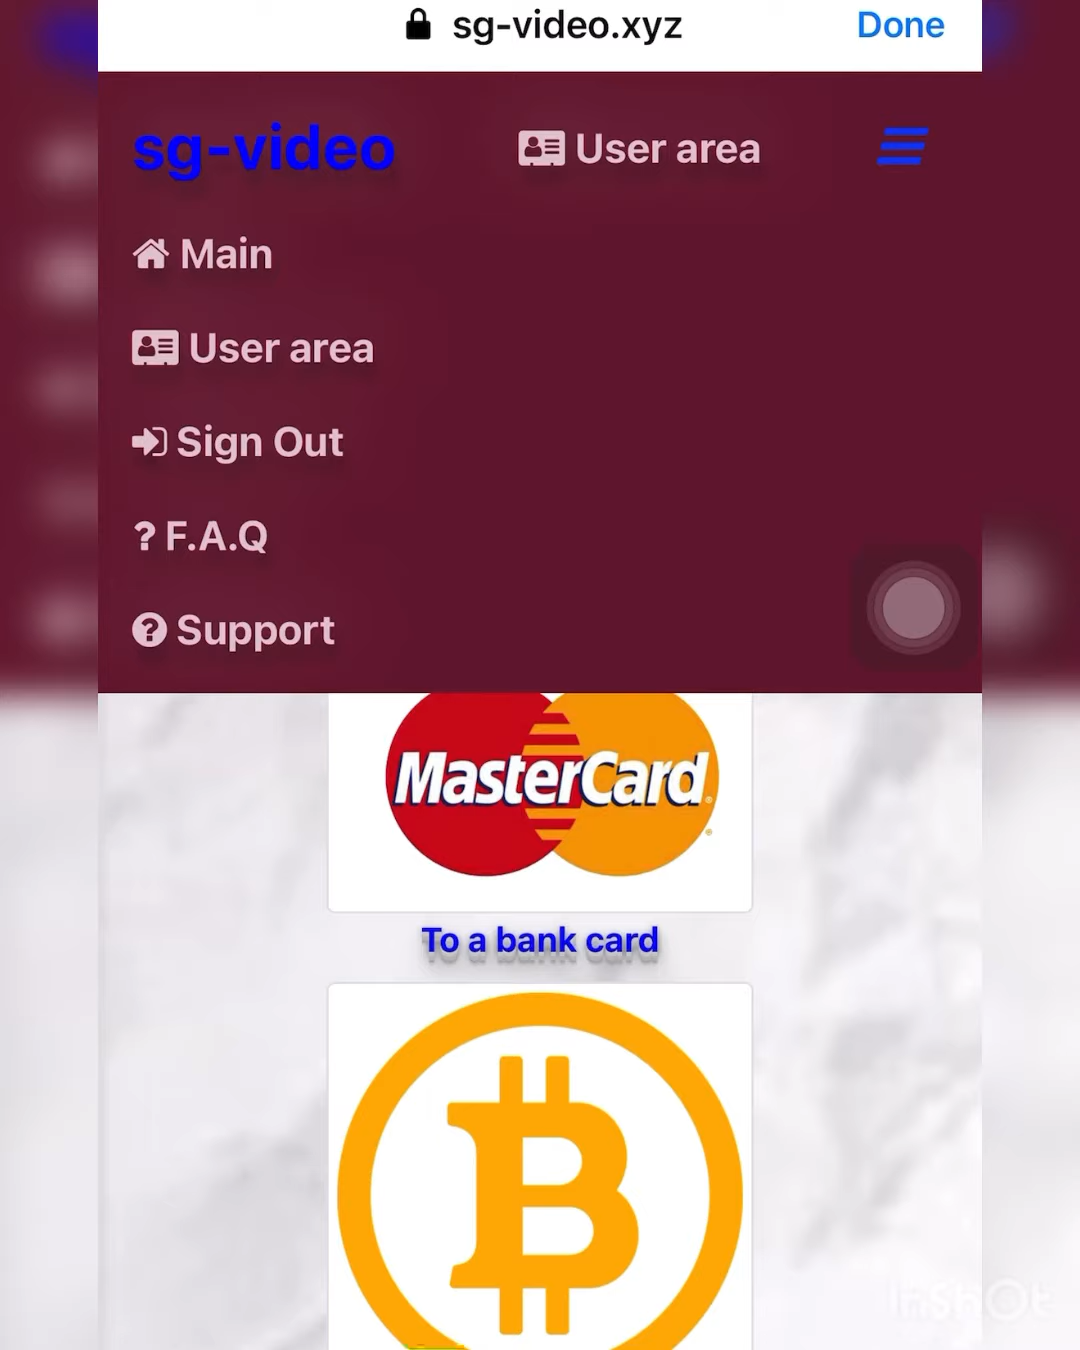 sg-video.xyz Done
sg-video User area
Main
User area
Sign Out
? F.A.Q
Support
MasterCard
To a bank card
InShOt